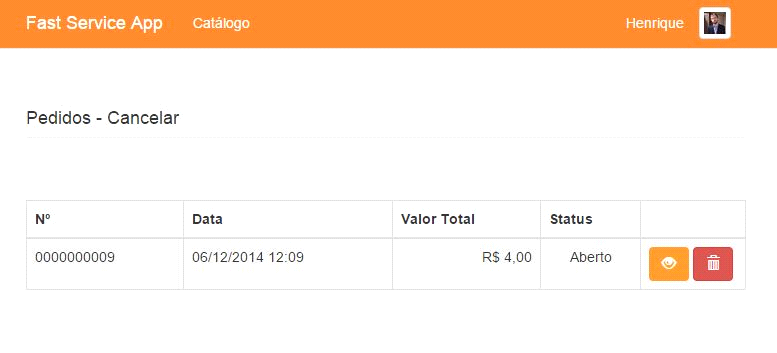 Fast Service App Catálogo Henrique
Pedidos - Cancelar
Nº Data Valor Total Status
0000000009 06/12/2014 12:09 R$ 4,00 Aberto